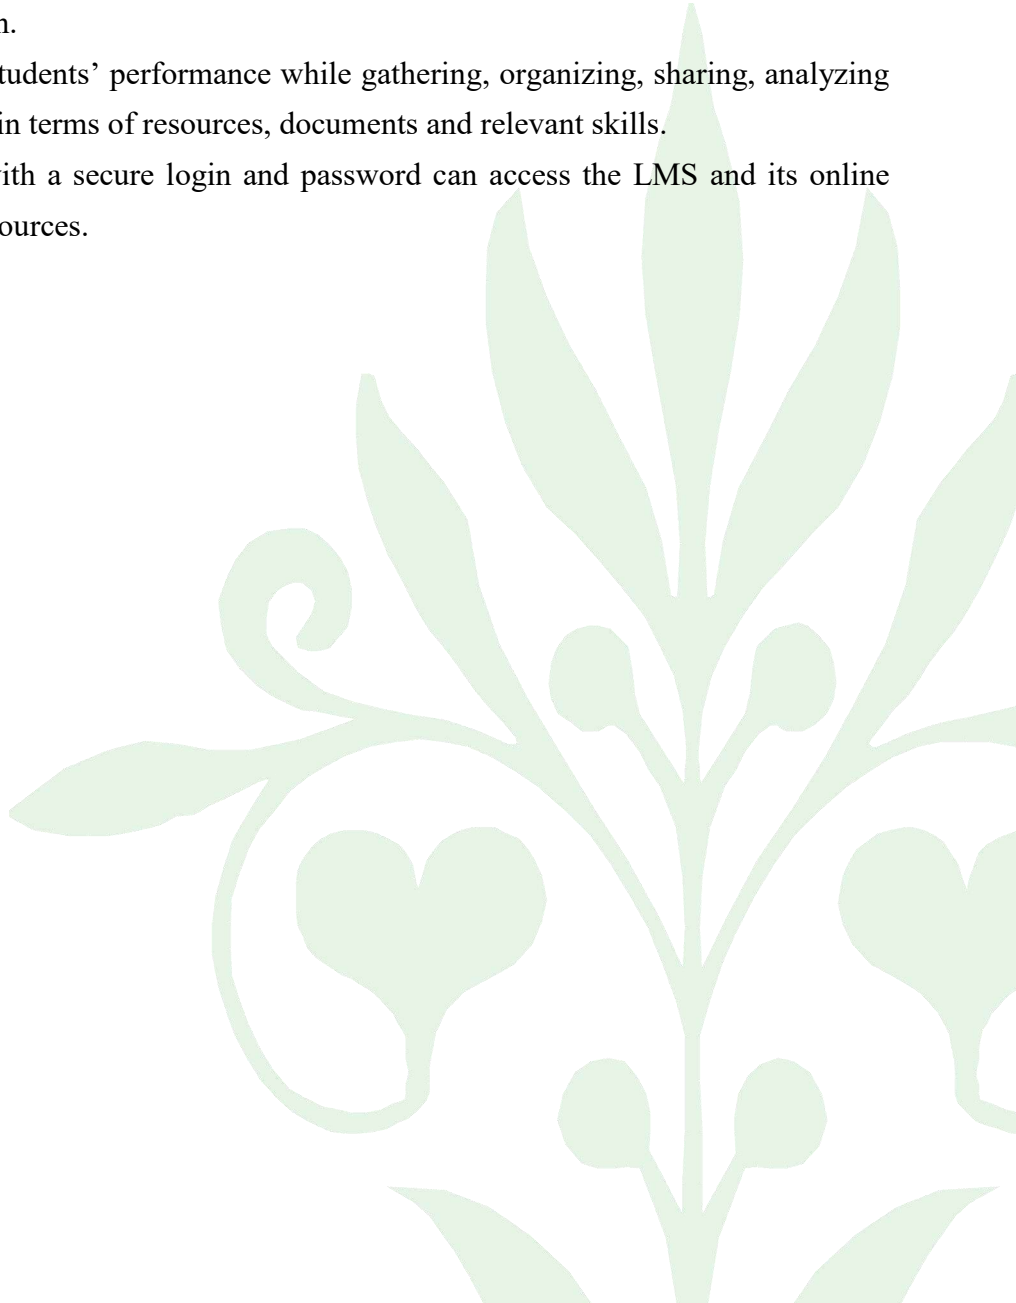 n.
tudents’ performance while gathering, organizing, sharing, analyzing
in terms of resources, documents and relevant skills.
ith a secure login and password can access the LMS and its online
ources.